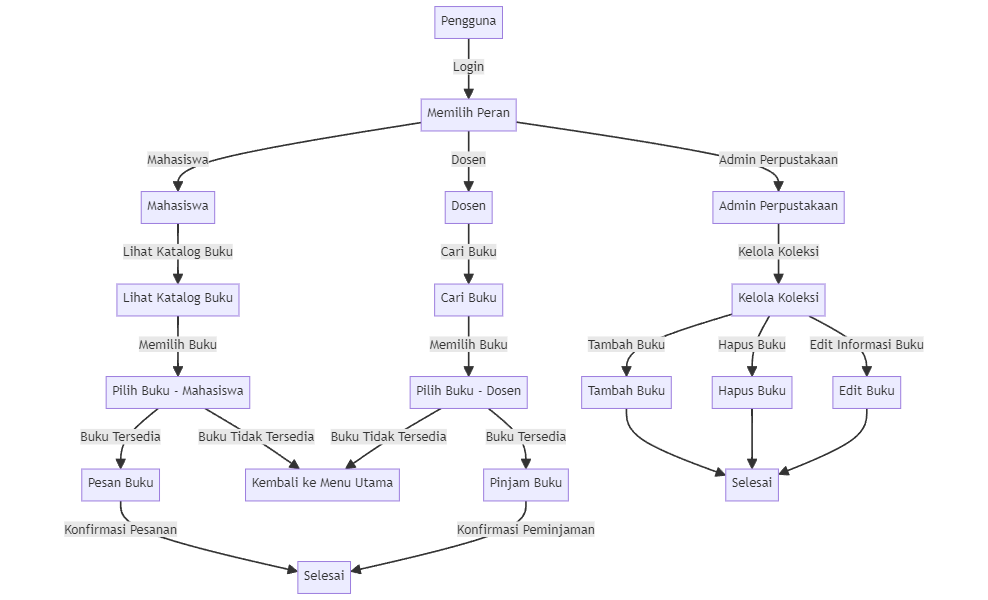 Pengguna
Login
Memilih Peran
Mahasiswa
Dosen
Admin Perpustakaan
Mahasiswa
Dosen
Admin Perpustakaan
Lihat Katalog Buku
Cari Buku
Kelola Koleksi
Lihat Katalog Buku
Cari Buku
Kelola Koleksi
Memilih Buku
Memilih Buku
Tambah Buku
Hapus Buku
Edit Informasi Buku
Pilih Buku - Mahasiswa
Pilih Buku - Dosen
Tambah Buku
Hapus Buku
Edit Buku
Buku Tersedia
Buku Tidak Tersedia
Buku Tidak Tersedia
Buku Tersedia
Pesan Buku
Kembali ke Menu Utama
Pinjam Buku
Selesai
Konfirmasi Pesanan
Konfirmasi Peminjaman
Selesai